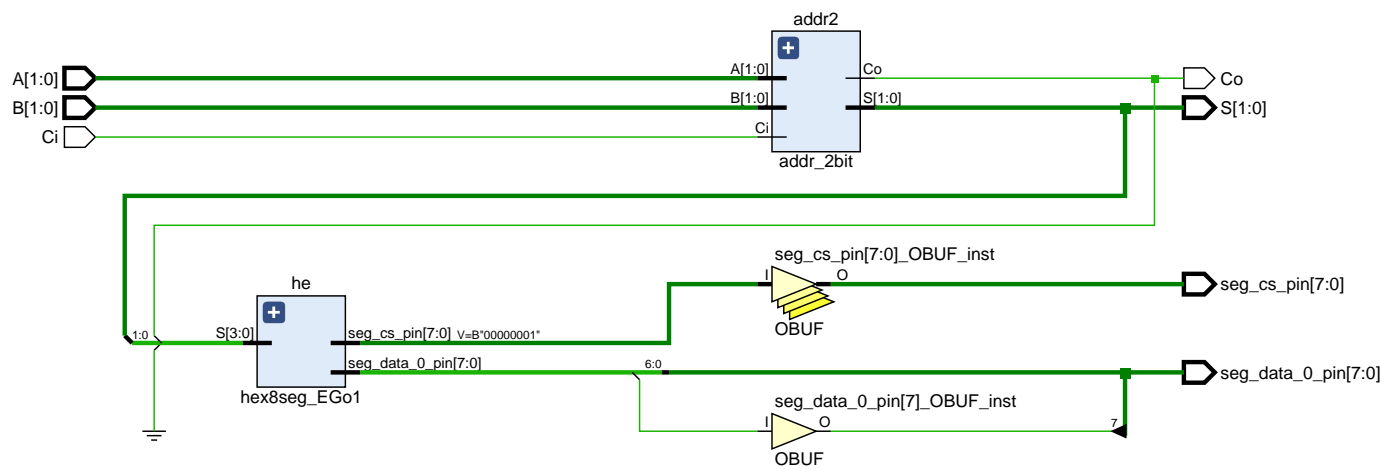 addr2
A[1:0]
A[1:0]
Co
Co
B[1:0]
B[1:0]
S[1:0]
S[1:0]
Ci
Ci
addr_2bit
seg_cs_pin[7:0]_OBUF_inst
he
I
O
seg_cs_pin[7:0]
1:0
S[3:0]
seg_cs_pin[7:0]
V=B"00000001"
OBUF
seg_data_0_pin[7:0]
6:0
seg_data_0_pin[7:0]
hex8seg_EGo1
seg_data_0_pin[7]_OBUF_inst
I
O
7
OBUF